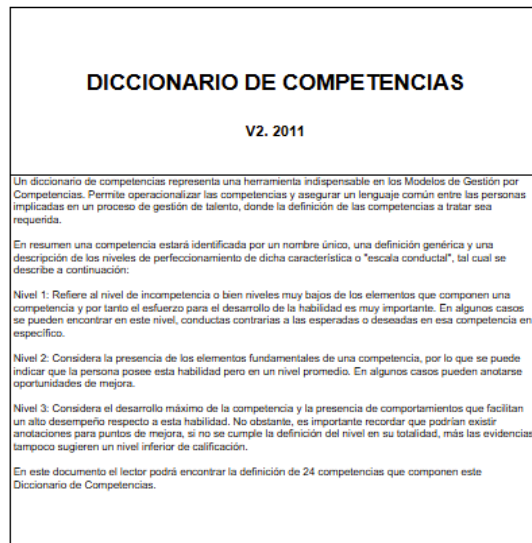 DICCIONARIO DE COMPETENCIAS
V2. 2011
Un diccionario de competencias representa una herramienta indispensable en los Modelos de Gestión por
Competencias. Permite operacionalizar las competencias y asegurar un lenguaje común entre las personas
implicadas en un proceso de gestión de talento, donde la definición de las competencias a tratar sea
requerida.
En resumen una competencia estará identificada por un nombre único, una definición genérica y una
descripción de los niveles de perfeccionamiento de dicha característica o "escala conductal", tal cual se
describe a continuación:
Nivel 1: Refiere al nivel de incompetencia o bien niveles muy bajos de los elementos que componen una
competencia y por tanto el esfuerzo para el desarrollo de la habilidad es muy importante. En algunos casos
se pueden encontrar en este nivel, conductas contrarias a las esperadas o deseadas en esa competencia en
específico.
Nivel 2: Considera la presencia de los elementos fundamentales de una competencia, por lo que se puede
indicar que la persona posee esta habilidad pero en un nivel promedio. En algunos casos pueden anotarse
oportunidades de mejora.
Nivel 3: Considera el desarrollo máximo de la competencia y la presencia de comportamientos que facilitan
un alto desempeño respecto a esta habilidad. No obstante, es importante recordar que podrían existir
anotaciones para puntos de mejora, si no se cumple la definición del nivel en su totalidad, más las evidencias
tampoco sugieren un nivel inferior de calificación.
En este documento el lector podrá encontrar la definición de 24 competencias que componen este
Diccionario de Competencias.